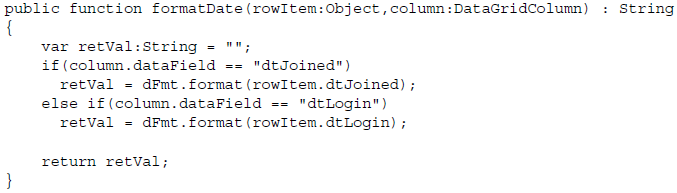 public function formatDate(rowItem:Object,column:DataGridColumn) : String
{
    var retVal:String = "";
    if(column.dataField == "dtJoined")
      retVal = dFmt.format(rowItem.dtJoined);
    else if(column.dataField == "dtLogin")
      retVal = dFmt.format(rowItem.dtLogin);

    return retVal;
}